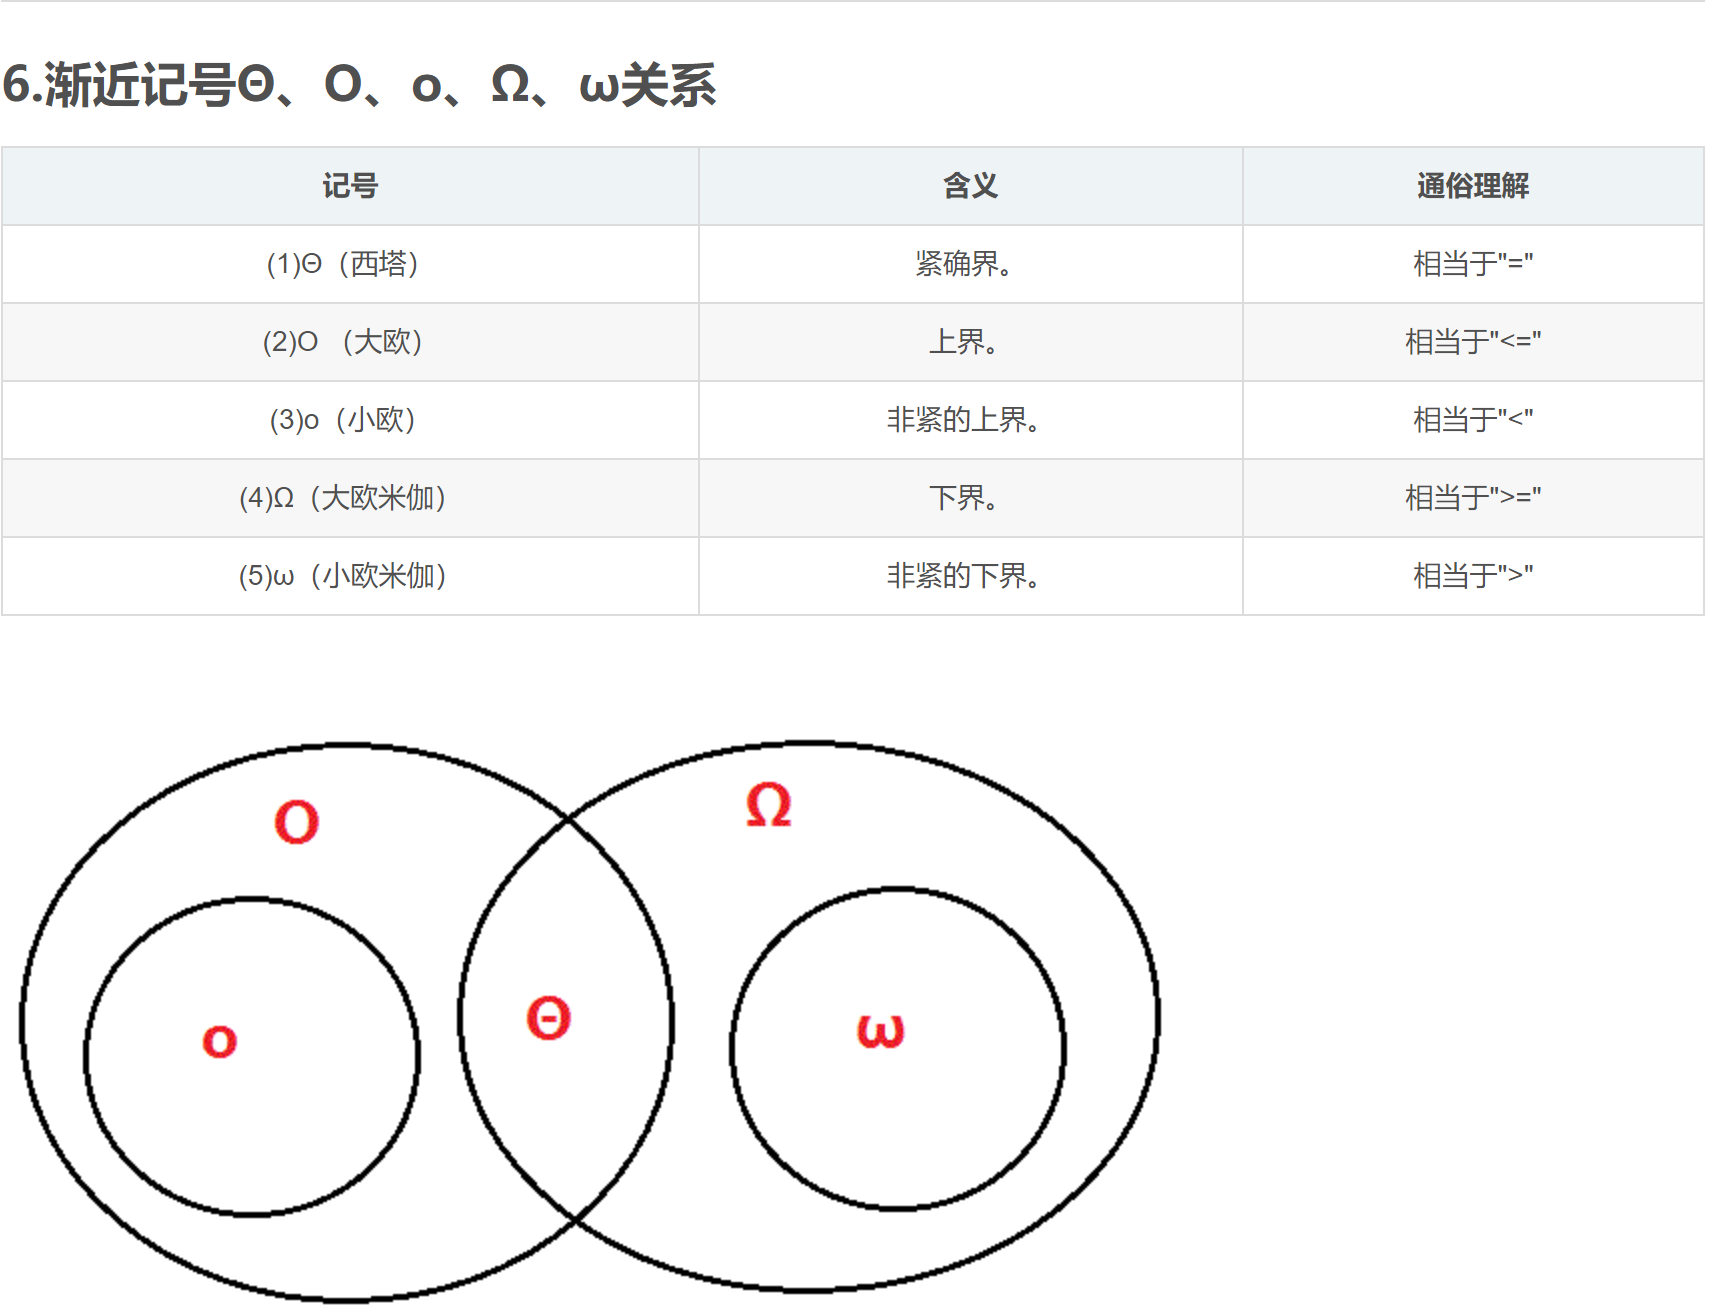 6.渐近记号Θ、O、o、Ω、ω关系
记号 含义 通俗理解
(1)Θ（西塔） 紧确界。 相当于"="
(2)O （大欧） 上界。 相当于"<="
(3)o（小欧） 非紧的上界。 相当于"<"
(4)Ω（大欧米伽） 下界。 相当于">="
(5)ω（小欧米伽） 非紧的下界。 相当于">"
O Ω
o Θ ω